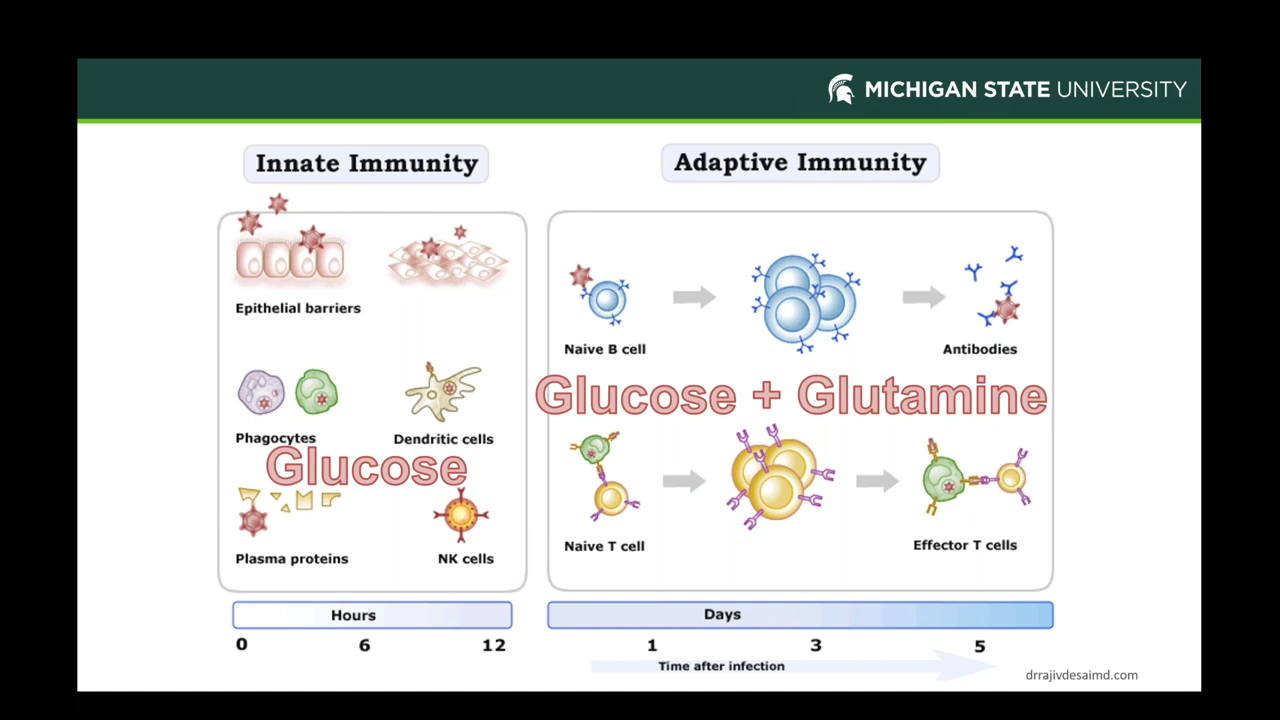 MICHIGAN STATE UNIVERSITY
Innate Immunity
Adaptive Immunity
Epithelial barriers
Phagocytes
Dendritic cells
Glucose
Plasma proteins
NK cells
Naive B cell
Antibodies
Glucose + Glutamine
Naive T cell
Effector T cells
Hours
0 6 12
Days
1 3 5
Time after infection
drrajivdesaimd.com